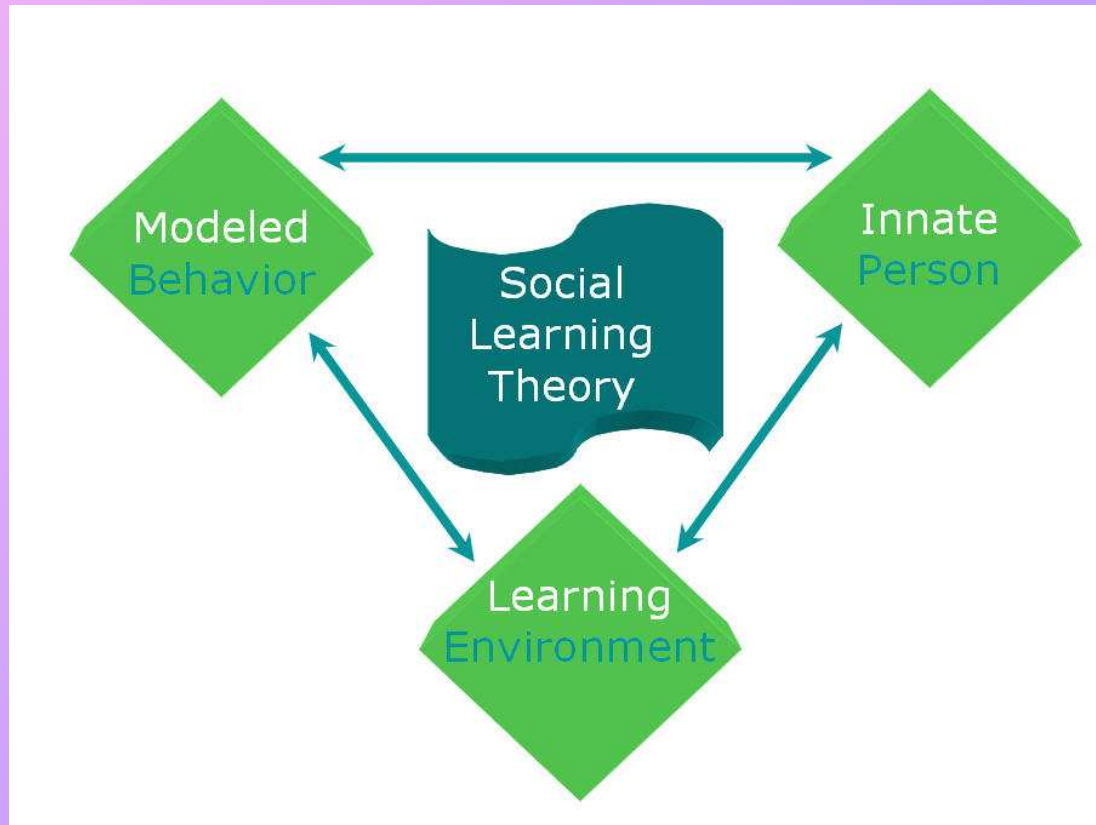 Modeled
Behavior
Innate
Person
Social
Learning
Theory
Learning
Environment